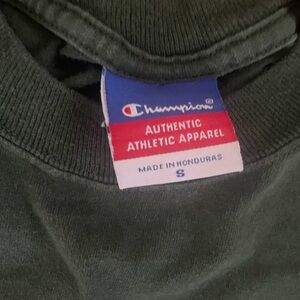 Champion®
AUTHENTIC
ATHLETIC APPAREL
MADE IN HONDURAS
S